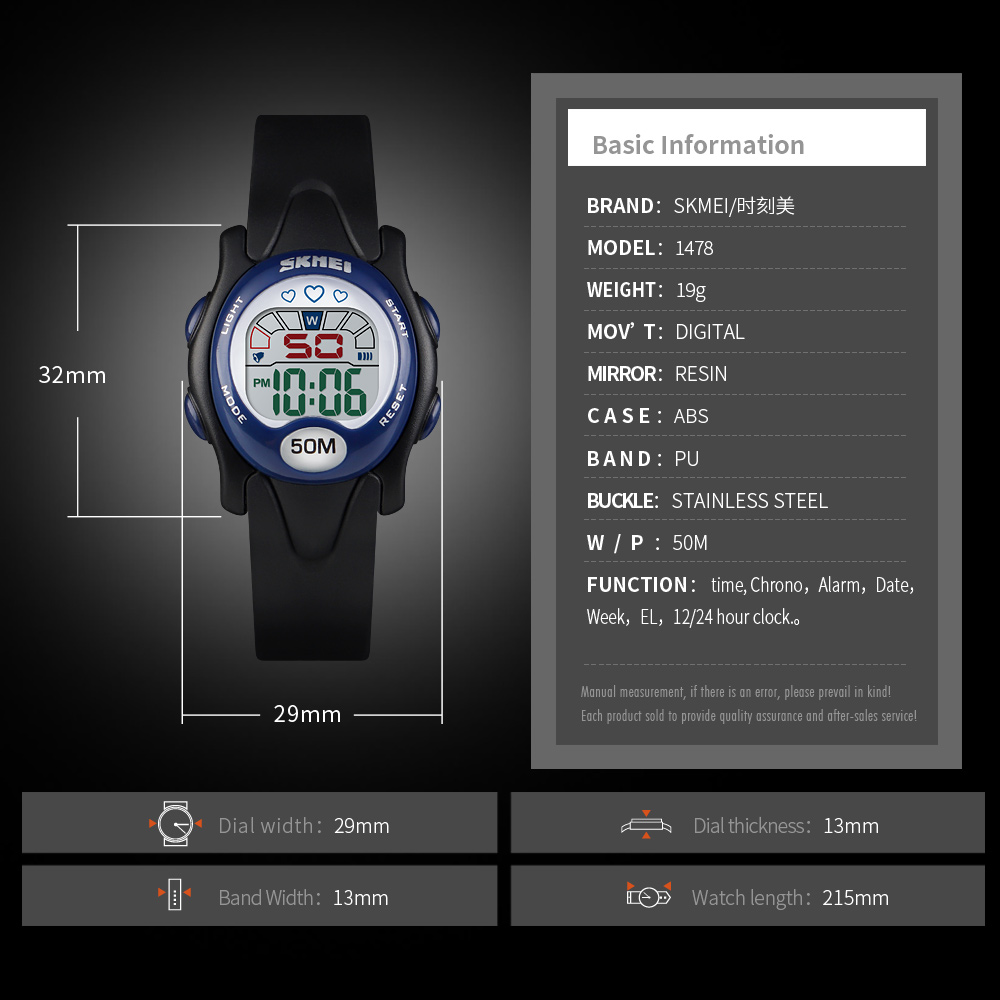 SKMEI
LIGHT
START
W
50
PM 10:06
MODE
RESET
50M
32mm
29mm
Basic Information
BRAND： SKMEI/时刻美
MODEL： 1478
WEIGHT： 19g
MOV’ T： DIGITAL
MIRROR： RESIN
CASE： ABS
BAND： PU
BUCKLE： STAINLESS STEEL
W / P ： 50M
FUNCTION： time, Chrono，Alarm，Date，
Week，EL，12/24 hour clock.。
Manual measurement, if there is an error, please prevail in kind!
Each product sold to provide quality assurance and after-sales service!
Dial width： 29mm
Dial thickness： 13mm
Band Width： 13mm
Watch length： 215mm